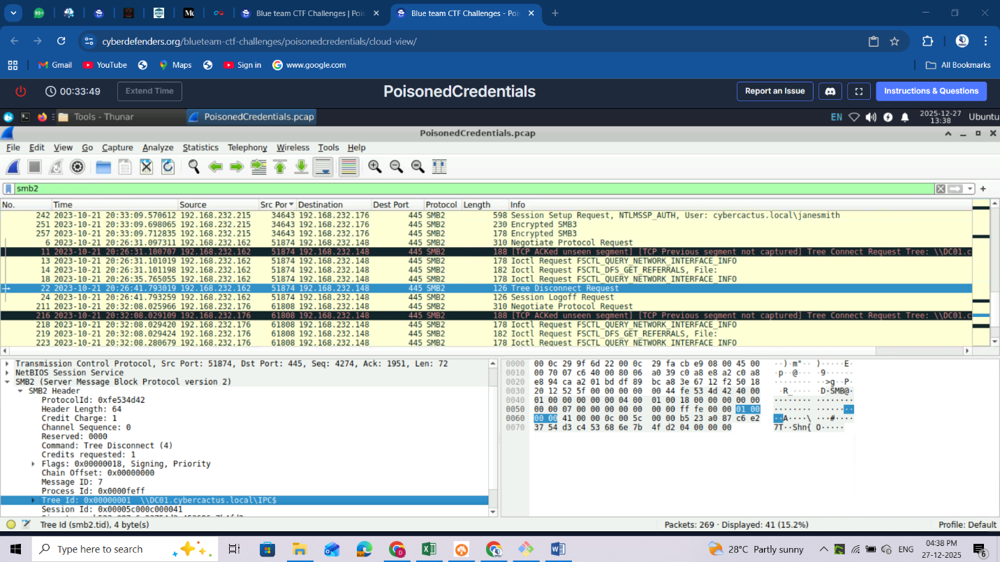 99+
Blue team CTF Challenges | Pois
Blue team CTF Challenges - Poi
cyberdefenders.org/blueteam-ctf-challenges/poisonedcredentials/cloud-view/
Gmail YouTube Maps Sign in www.google.com All Bookmarks
00:33:49 Extend Time PoisonedCredentials Report an Issue Instructions & Questions
Tools - Thunar PoisonedCredentials.pcap EN 2025-12-27 13:38 Ubuntu
PoisonedCredentials.pcap
File Edit View Go Capture Analyze Statistics Telephony Wireless Tools Help
smb2
No. Time Source Src Por Destination Dest Port Protocol Length Info
242 2023-10-21 20:33:09.570612 192.168.232.215 34643 192.168.232.176 445 SMB2 598 Session Setup Request, NTLMSSP_AUTH, User: cybercactus.local\janesmith
251 2023-10-21 20:33:09.698065 192.168.232.215 34643 192.168.232.176 445 SMB2 230 Encrypted SMB3
257 2023-10-21 20:33:09.712835 192.168.232.215 34643 192.168.232.176 445 SMB2 178 Encrypted SMB3
6 2023-10-21 20:26:31.097311 192.168.232.162 51874 192.168.232.148 445 SMB2 310 Negotiate Protocol Request
11 2023-10-21 20:26:31.100707 192.168.232.162 51874 192.168.232.148 445 SMB2 188 [TCP ACKed unseen segment] [TCP Previous segment not captured] Tree Connect Request Tree: \\DC01.c
13 2023-10-21 20:26:31.101019 192.168.232.162 51874 192.168.232.148 445 SMB2 178 Ioctl Request FSCTL_QUERY_NETWORK_INTERFACE_INFO
14 2023-10-21 20:26:31.101198 192.168.232.162 51874 192.168.232.148 445 SMB2 182 Ioctl Request FSCTL_DFS_GET_REFERRALS, File:
18 2023-10-21 20:26:35.765055 192.168.232.162 51874 192.168.232.148 445 SMB2 178 Ioctl Request FSCTL_QUERY_NETWORK_INTERFACE_INFO
22 2023-10-21 20:26:41.793019 192.168.232.162 51874 192.168.232.148 445 SMB2 126 Tree Disconnect Request
24 2023-10-21 20:26:41.793259 192.168.232.162 51874 192.168.232.148 445 SMB2 126 Session Logoff Request
211 2023-10-21 20:32:08.025966 192.168.232.176 61808 192.168.232.148 445 SMB2 310 Negotiate Protocol Request
216 2023-10-21 20:32:08.029109 192.168.232.176 61808 192.168.232.148 445 SMB2 188 [TCP ACKed unseen segment] [TCP Previous segment not captured] Tree Connect Request Tree: \\DC01.c
218 2023-10-21 20:32:08.029420 192.168.232.176 61808 192.168.232.148 445 SMB2 178 Ioctl Request FSCTL_QUERY_NETWORK_INTERFACE_INFO
219 2023-10-21 20:32:08.029424 192.168.232.176 61808 192.168.232.148 445 SMB2 182 Ioctl Request FSCTL_DFS_GET_REFERRALS, File:
223 2023-10-21 20:32:08.280679 192.168.232.176 61808 192.168.232.148 445 SMB2 178 Ioctl Request FSCTL_QUERY_NETWORK_INTERFACE_INFO
Transmission Control Protocol, Src Port: 51874, Dst Port: 445, Seq: 4274, Ack: 1951, Len: 72
NetBIOS Session Service
SMB2 (Server Message Block Protocol version 2)
SMB2 Header
ProtocolId: 0xfe534d42
Header Length: 64
Credit Charge: 1
Channel Sequence: 0
Reserved: 0000
Command: Tree Disconnect (4)
Credits requested: 1
Flags: 0x00000018, Signing, Priority
Chain Offset: 0x00000000
Message ID: 7
Process Id: 0x0000feff
Tree Id: 0x00000001 \\DC01.cybercactus.local\IPC$
Session Id: 0x00005c000c000041
0000 00 0c 29 9f 6d 22 00 0c 29 fa cb e9 08 00 45 00 ··)·m"·· )·····E·
0010 00 70 07 c6 40 00 80 06 a0 39 c0 a8 e8 a2 c0 a8 ·p··@··· ·9······
0020 e8 94 ca a2 01 bd df 89 bc a8 3e 67 12 f2 50 18 ········ ··>g··P·
0030 20 12 52 5f 00 00 00 00 00 44 fe 53 4d 42 40 00 ·R_···· ·D·SMB@·
0040 01 00 00 00 00 00 04 00 01 00 18 00 00 00 00 00 ········ ········
0050 00 00 07 00 00 00 00 00 00 00 ff fe 00 00 01 00 ········ ········
0060 00 00 41 00 00 0c 00 5c 00 00 b5 23 a0 87 c6 e2 ··A····\ ···#····
0070 37 54 d3 c4 53 68 6e 7b 4f d2 04 00 00 00 7T··Shn{ O·····
Tree Id (smb2.tid), 4 byte(s) Packets: 269 · Displayed: 41 (15.2%) Profile: Default
Type here to search 28°C Partly sunny ENG 04:38 PM 27-12-2025 6